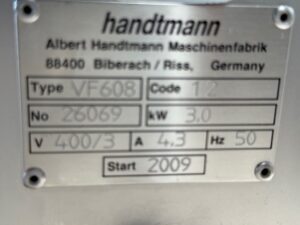 handtmann
Albert Handtmann Maschinenfabrik
88400 Biberach / Riss, Germany
Type VF608 Code 12
No 26069 kW 3,0
V 400/3 A 4,3 Hz 50
Start 2009